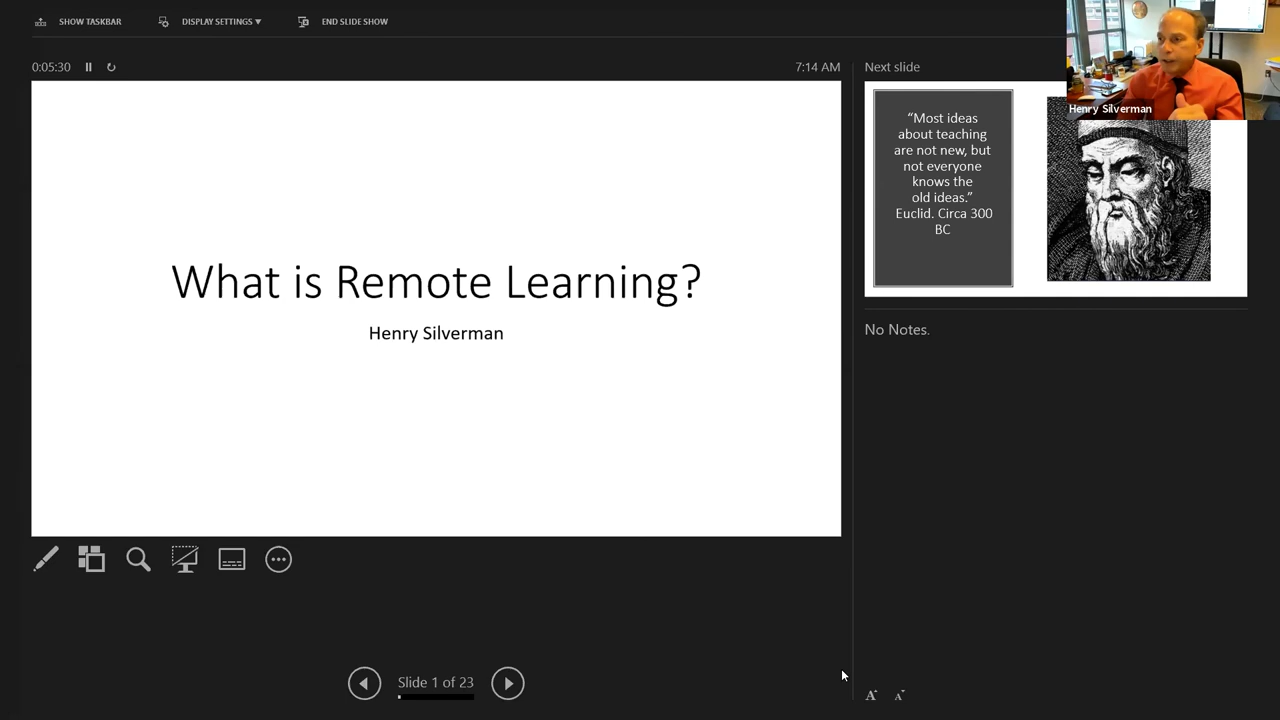 SHOW TASKBAR
DISPLAY SETTINGS ▼
END SLIDE SHOW
0:05:30
7:14 AM
What is Remote Learning?
Henry Silverman
Slide 1 of 23
Next slide
“Most ideas
about teaching
are not new, but
not everyone
knows the
old ideas.”
Euclid. Circa 300
BC
Henry Silverman
No Notes.
A A